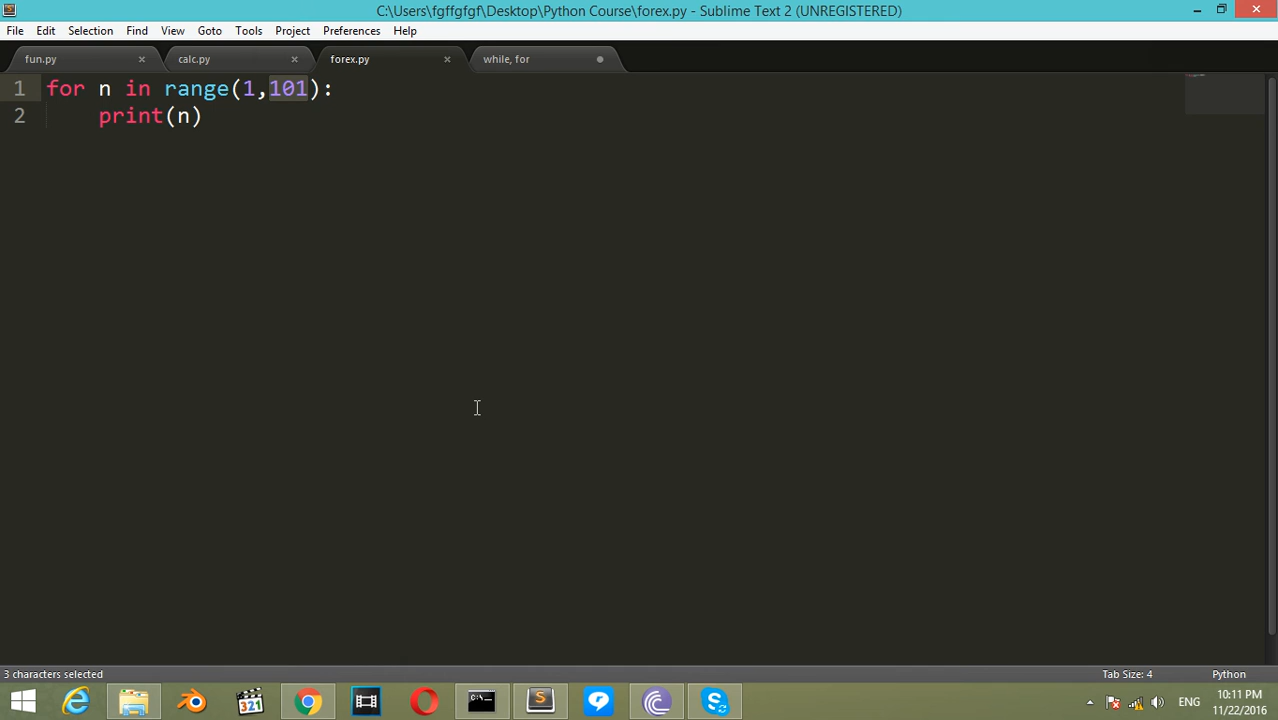 C:\Users\fgffgfgf\Desktop\Python Course\forex.py - Sublime Text 2 (UNREGISTERED)
File Edit Selection Find View Goto Tools Project Preferences Help
fun.py calc.py forex.py while, for
1 for n in range(1,101):
2 print(n)
3 characters selected Tab Size: 4 Python
321 C:\ S ENG 10:11 PM
11/22/2016